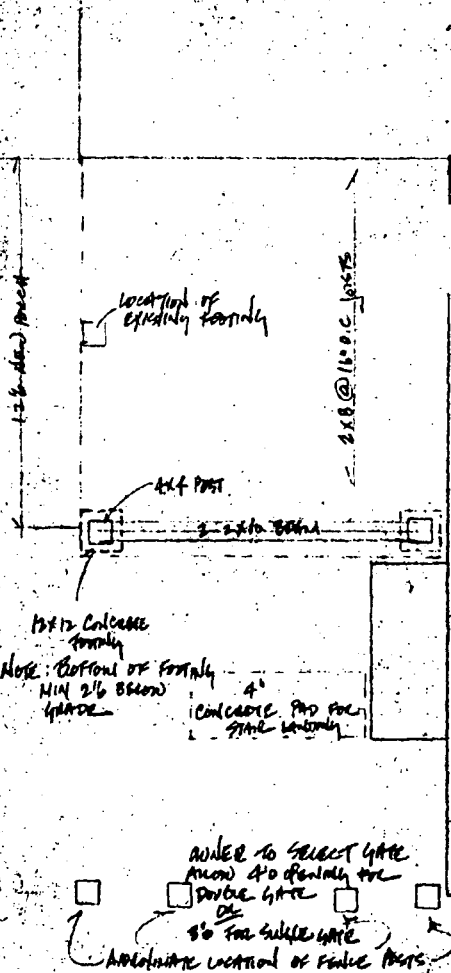 LOCATION OF
EXISTING FOOTING
NEW PORCH
2X8 @ 16" O.C. JOISTS
4X4 POST
2-2X10 BEAM
12X12 CONCRETE
FOOTING
NOTE: BOTTOM OF FOOTING
MIN 2'6 BELOW
GRADE
4"
CONCRETE PAD FOR
STAIR LANDING
OWNER TO SELECT GATE
ALLOW 4'0 OPENING FOR
DOUBLE GATE
OR
3'0 FOR SINGLE GATE
APPROXIMATE LOCATION OF FENCE POSTS